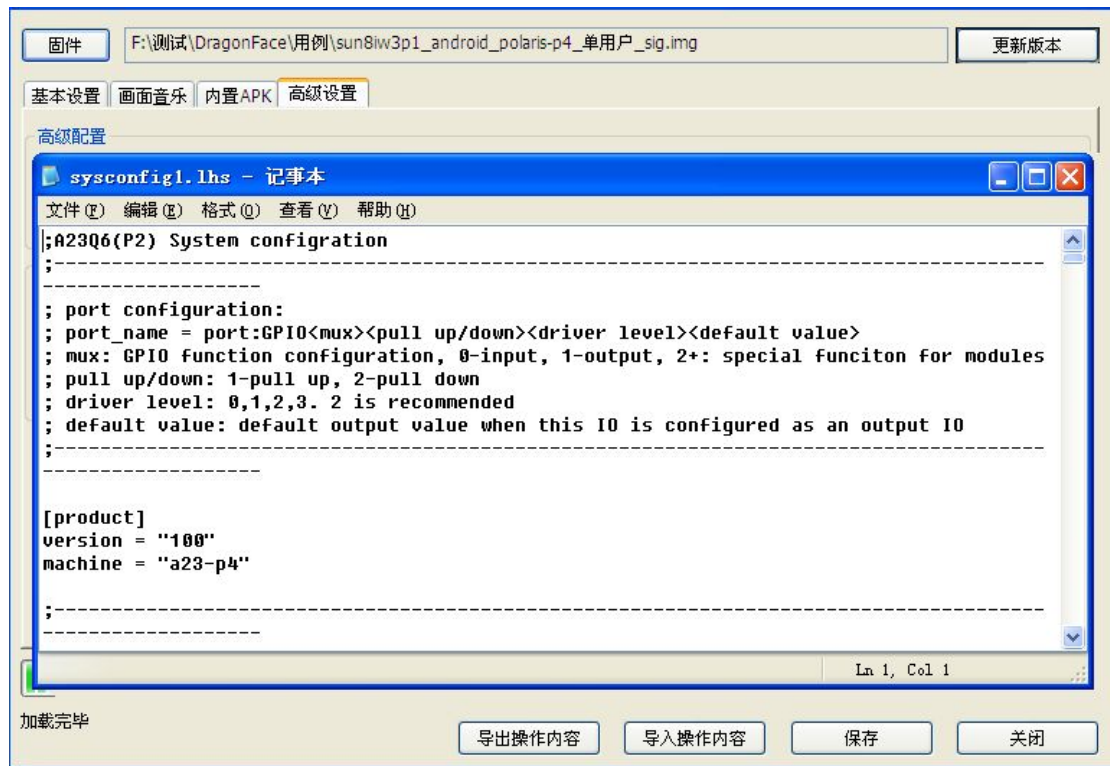 固件 F:\测试\DragonFace\用例\sun8iw3p1_android_polaris-p4_单用户_sig.img 更新版本
基本设置 画面音乐 内置APK 高级设置
高级配置
sysconfig1.lhs - 记事本
文件(F) 编辑(E) 格式(O) 查看(V) 帮助(H)
;A23Q6(P2) System configration
;---------------------------------------------------------------------------------
------------------
; port configuration:
; port_name = port:GPIO<mux><pull up/down><driver level><default value>
; mux: GPIO function configuration, 0-input, 1-output, 2+: special funciton for modules
; pull up/down: 1-pull up, 2-pull down
; driver level: 0,1,2,3. 2 is recommended
; default value: default output value when this IO is configured as an output IO
;---------------------------------------------------------------------------------
------------------
[product]
version = "100"
machine = "a23-p4"
;---------------------------------------------------------------------------------
------------------
Ln 1, Col 1
加载完毕
导出操作内容 导入操作内容 保存 关闭